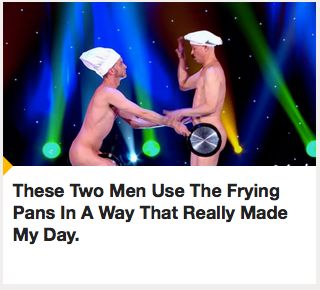 These Two Men Use The Frying
Pans In A Way That Really Made
My Day.